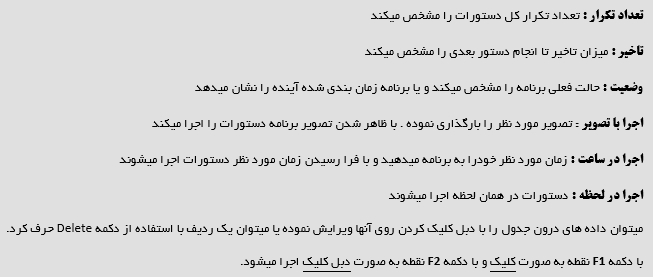 تعداد تکرار : تعداد تکرار کل دستورات را مشخص میکند
تاخیر : میزان تاخیر تا انجام دستور بعدی را مشخص میکند
وضعیت : حالت فعلی برنامه را مشخص میکند و یا برنامه زمان بندی شده آینده را نشان میدهد
اجرا با تصویر : تصویر مورد نظر را بارگذاری نموده . با ظاهر شدن تصویر برنامه دستورات را اجرا میکند
اجرا در ساعت : زمان مورد نظر خودرا به برنامه میدهید و با فرا رسیدن زمان مورد نظر دستورات اجرا میشوند
اجرا در لحظه : دستورات در همان لحظه اجرا میشوند
میتوان داده های درون جدول را با دبل کلیک کردن روی آنها ویرایش نموده یا میتوان یک ردیف با استفاده از دکمه Delete حرف کرد.
با دکمه F1 نقطه به صورت کلیک و با دکمه F2 نقطه به صورت دبل کلیک اجرا میشود.